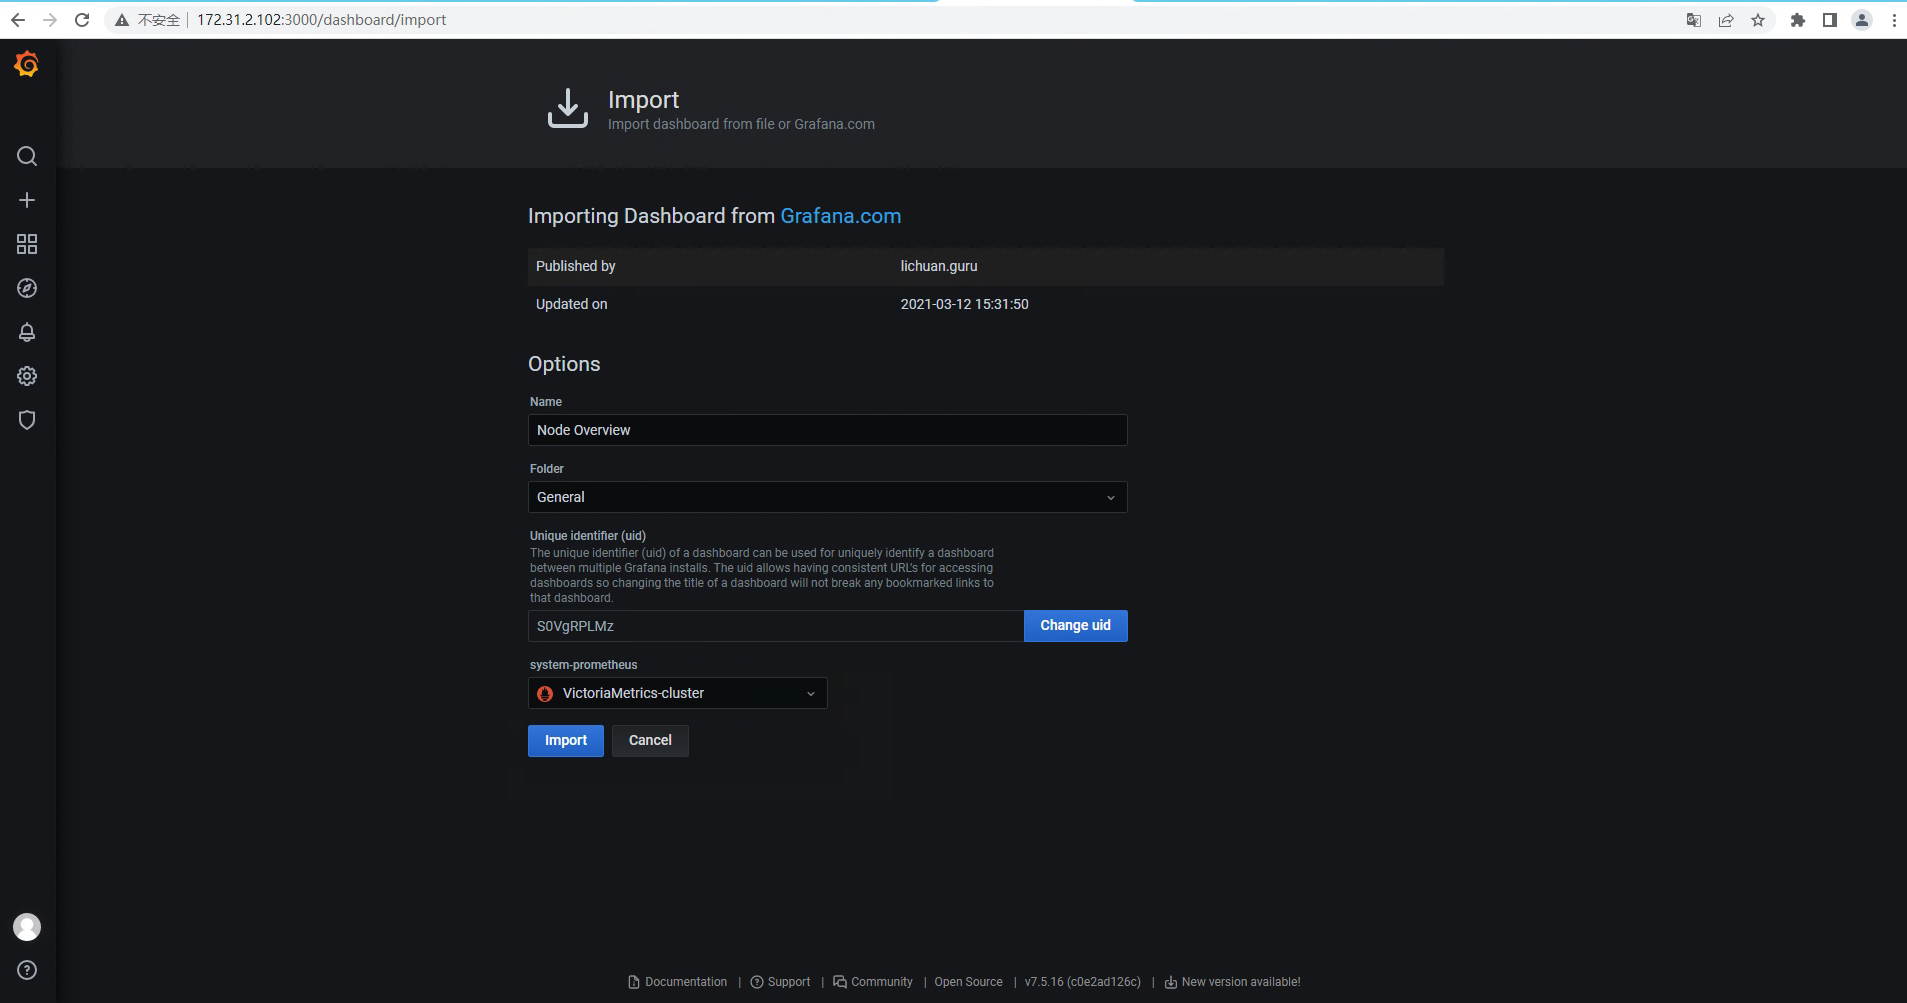 不安全 172.31.2.102:3000/dashboard/import
Import
Import dashboard from file or Grafana.com
Importing Dashboard from Grafana.com
Published by lichuan.guru
Updated on 2021-03-12 15:31:50
Options
Name
Node Overview
Folder
General
Unique identifier (uid)
The unique identifier (uid) of a dashboard can be used for uniquely identify a dashboard
between multiple Grafana installs. The uid allows having consistent URL's for accessing
dashboards so changing the title of a dashboard will not break any bookmarked links to
that dashboard.
S0VgRPLMz Change uid
system-prometheus
VictoriaMetrics-cluster
Import Cancel
Documentation | Support | Community | Open Source | v7.5.16 (c0e2ad126c) | New version available!